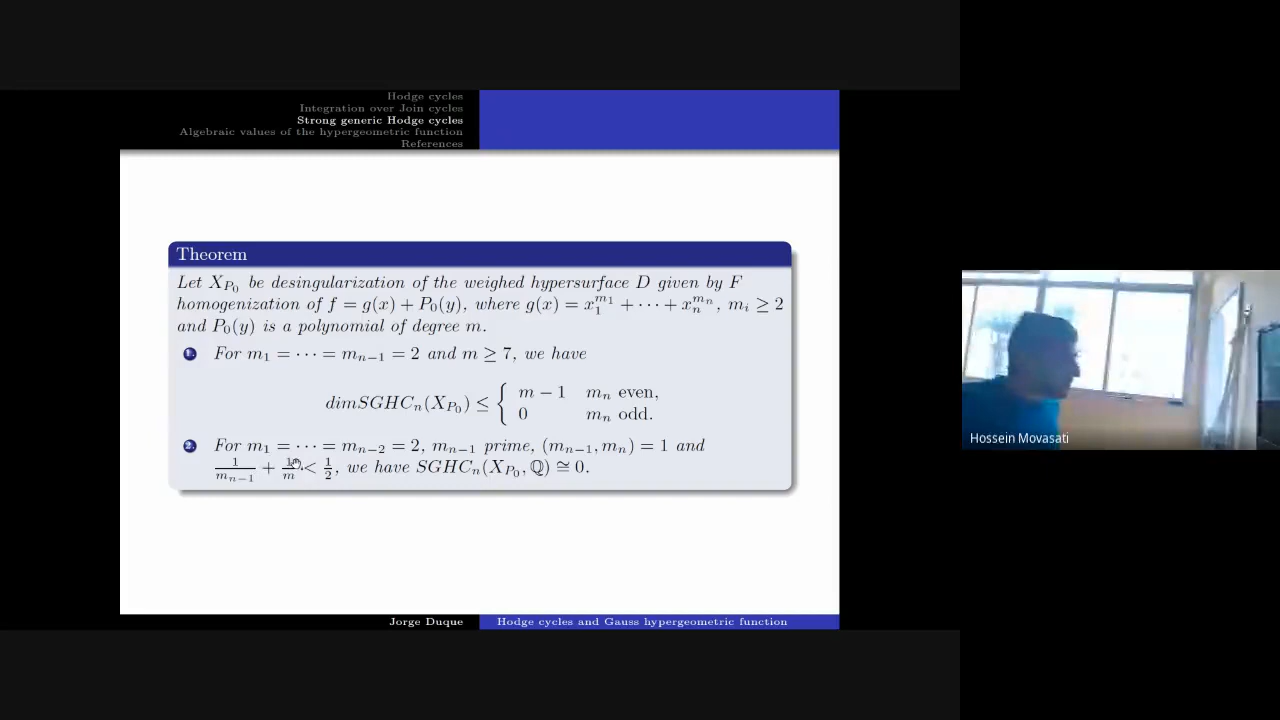 Hodge cycles
Integration over Join cycles
Strong generic Hodge cycles
Algebraic values of the hypergeometric function
References
Theorem
Let X_{P_0} be desingularization of the weighed hypersurface D given by F
homogenization of f = g(x) + P_0(y), where g(x) = x_1^{m_1} + ⋯ + x_n^{m_n}, m_i ≥ 2
and P_0(y) is a polynomial of degree m.
1. For m_1 = ⋯ = m_{n−1} = 2 and m ≥ 7, we have
dimSGHC_n(X_{P_0}) ≤ { m − 1 m_n even,
0 m_n odd.
2. For m_1 = ⋯ = m_{n−2} = 2, m_{n−1} prime, (m_{n−1}, m_n) = 1 and
1/m_{n−1} + 1/m < 1/2, we have SGHC_n(X_{P_0}, ℚ) ≅ 0.
Hossein Movasati
Jorge Duque
Hodge cycles and Gauss hypergeometric function